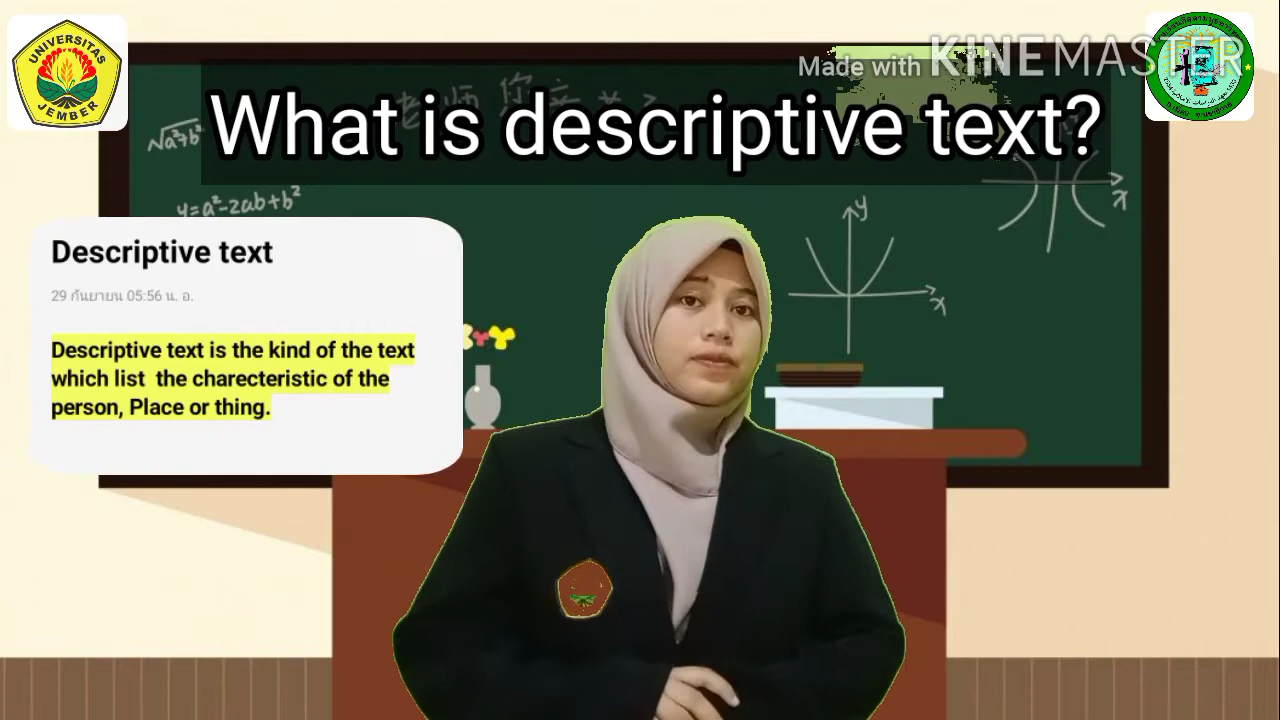 UNIVERSITAS
JEMBER
Made with KINEMASTER
What is descriptive text?
√a²+b²
y=a²-2ab+b²
y
x
x
Descriptive text
29 กันยายน 05:56 น. อ.
Descriptive text is the kind of the text
which list  the charecteristic of the
person, Place or thing.